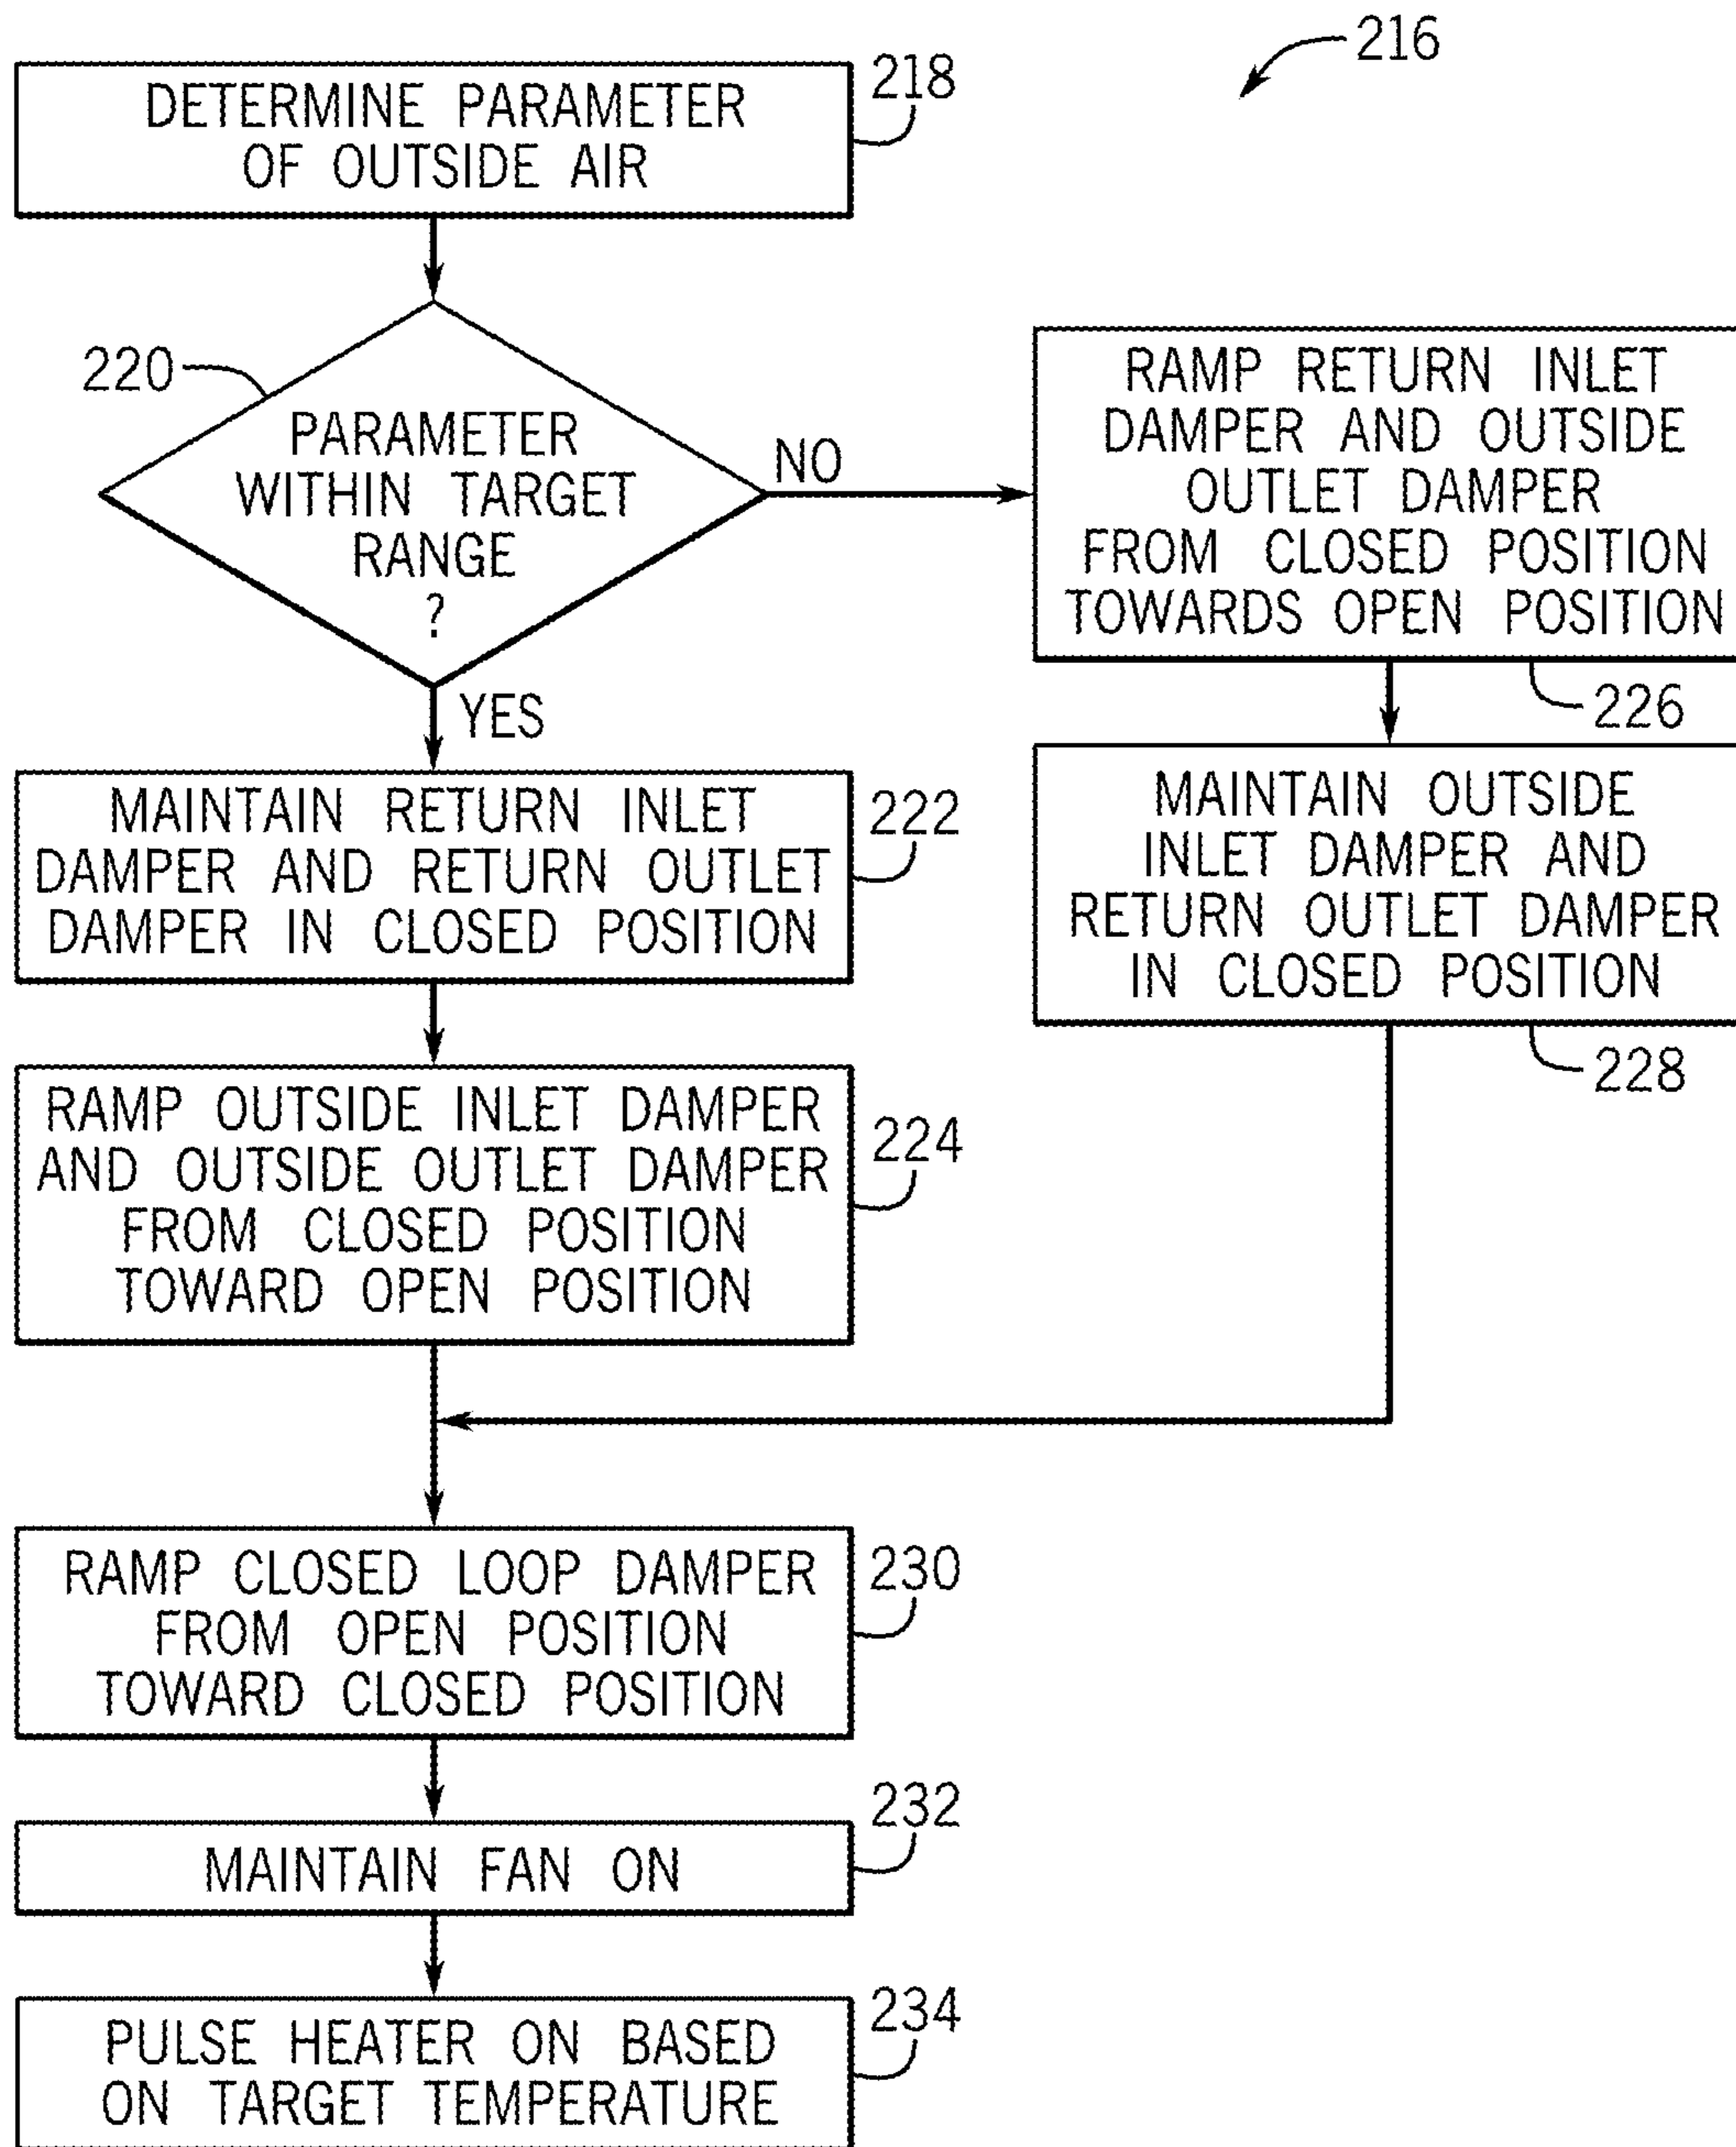 216
DETERMINE PARAMETER
OF OUTSIDE AIR
218
220
PARAMETER
WITHIN TARGET
RANGE
?
NO
YES
RAMP RETURN INLET
DAMPER AND OUTSIDE
OUTLET DAMPER
FROM CLOSED POSITION
TOWARDS OPEN POSITION
226
MAINTAIN OUTSIDE
INLET DAMPER AND
RETURN OUTLET DAMPER
IN CLOSED POSITION
228
MAINTAIN RETURN INLET
DAMPER AND RETURN OUTLET
DAMPER IN CLOSED POSITION
222
RAMP OUTSIDE INLET DAMPER
AND OUTSIDE OUTLET DAMPER
FROM CLOSED POSITION
TOWARD OPEN POSITION
224
RAMP CLOSED LOOP DAMPER
FROM OPEN POSITION
TOWARD CLOSED POSITION
230
MAINTAIN FAN ON
232
PULSE HEATER ON BASED
ON TARGET TEMPERATURE
234